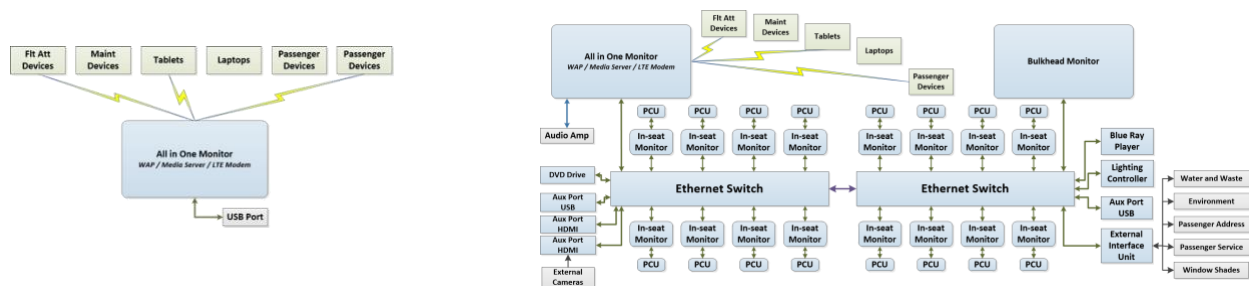 Flt Att
Devices
Maint
Devices
Tablets
Laptops
Passenger
Devices
Passenger
Devices
All in One Monitor
WAP / Media Server / LTE Modem
USB Port
All in One Monitor
WAP / Media Server / LTE Modem
Flt Att
Devices
Maint
Devices
Tablets
Laptops
Passenger
Devices
Bulkhead Monitor
Audio Amp
PCU
PCU
PCU
PCU
PCU
PCU
PCU
PCU
In-seat
Monitor
In-seat
Monitor
In-seat
Monitor
In-seat
Monitor
In-seat
Monitor
In-seat
Monitor
In-seat
Monitor
In-seat
Monitor
DVD Drive
Aux Port
USB
Aux Port
HDMI
Aux Port
HDMI
External
Cameras
Ethernet Switch
Ethernet Switch
In-seat
Monitor
In-seat
Monitor
In-seat
Monitor
In-seat
Monitor
In-seat
Monitor
In-seat
Monitor
In-seat
Monitor
In-seat
Monitor
PCU
PCU
PCU
PCU
PCU
PCU
PCU
PCU
Blue Ray
Player
Lighting
Controller
Aux Port
USB
External
Interface
Unit
Water and Waste
Environment
Passenger Address
Passenger Service
Window Shades